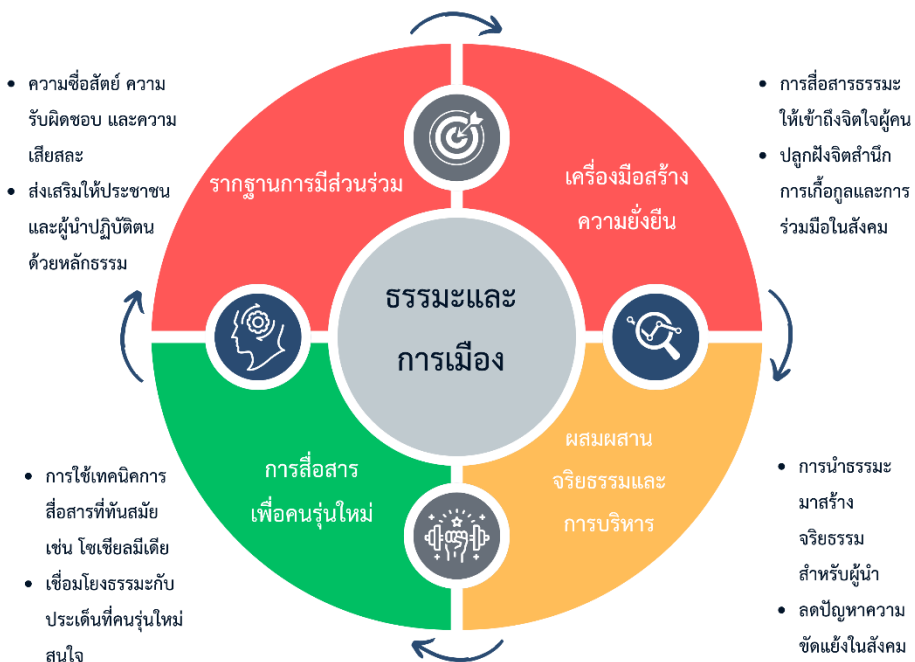 • ความซื่อสัตย์ ความ
รับผิดชอบ และความ
เสียสละ
• ส่งเสริมให้ประชาชน
และผู้นำปฏิบัติตน
ด้วยหลักธรรม
รากฐานการมีส่วนร่วม
เครื่องมือสร้าง
ความยั่งยืน
• การสื่อสารธรรมะ
ให้เข้าถึงจิตใจผู้คน
• ปลูกฝังจิตสำนึก
การเกื้อกูลและการ
ร่วมมือในสังคม
ธรรมะและ
การเมือง
การสื่อสาร
เพื่อคนรุ่นใหม่
ผสมผสาน
จริยธรรมและ
การบริหาร
• การใช้เทคนิคการ
สื่อสารที่ทันสมัย
เช่น โซเชียลมีเดีย
• เชื่อมโยงธรรมะกับ
ประเด็นที่คนรุ่นใหม่
สนใจ
• การนำธรรมะ
มาสร้าง
จริยธรรม
สำหรับผู้นำ
• ลดปัญหาความ
ขัดแย้งในสังคม